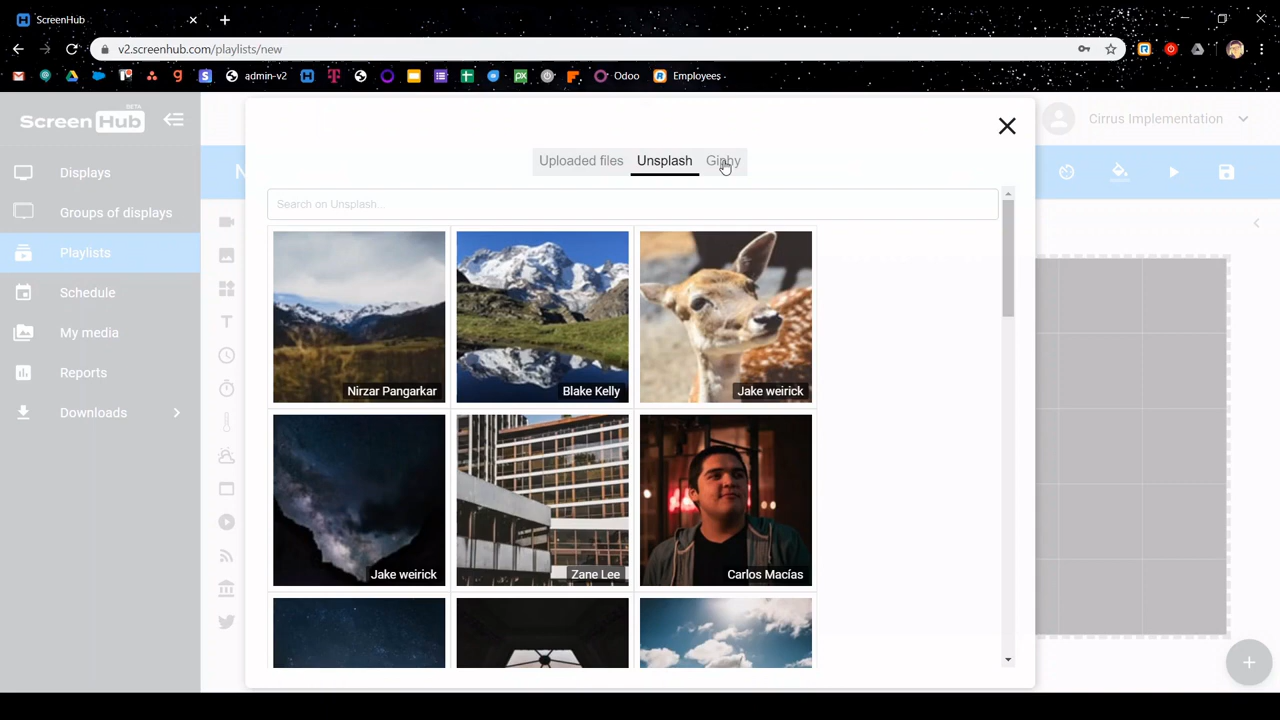 ScreenHub
v2.screenhub.com/playlists/new
admin-v2
Odoo
Employees
BETA
ScreenHub
Cirrus Implementation
Uploaded files
Unsplash
Giphy
Displays
Groups of displays
Playlists
Schedule
My media
Reports
Downloads
Search on Unsplash...
Nirzar Pangarkar
Blake Kelly
Jake weirick
Jake weirick
Zane Lee
Carlos Macías